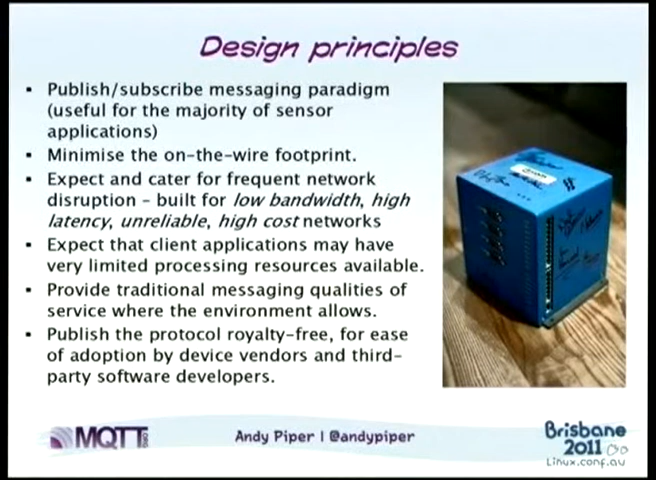 Design principles
▪ Publish/subscribe messaging paradigm
(useful for the majority of sensor
applications)
▪ Minimise the on-the-wire footprint.
▪ Expect and cater for frequent network
disruption – built for low bandwidth, high
latency, unreliable, high cost networks
▪ Expect that client applications may have
very limited processing resources available.
▪ Provide traditional messaging qualities of
service where the environment allows.
▪ Publish the protocol royalty-free, for ease
of adoption by device vendors and third-
party software developers.
MQTT
Andy Piper | @andypiper
Brisbane
2011
Linux.conf.au